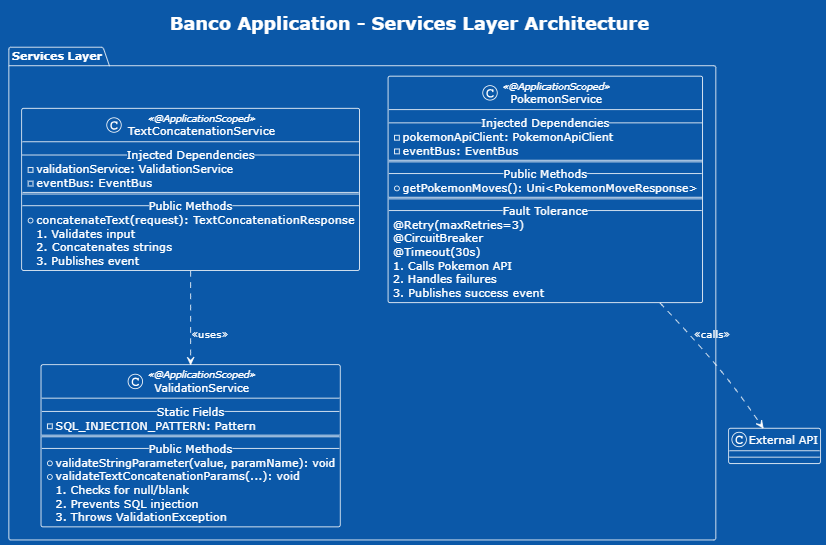 Banco Application - Services Layer Architecture
Services Layer
C
«@ApplicationScoped»
TextConcatenationService
Injected Dependencies
validationService: ValidationService
eventBus: EventBus
Public Methods
concatenateText(request): TextConcatenationResponse
1. Validates input
2. Concatenates strings
3. Publishes event
C
«@ApplicationScoped»
PokemonService
Injected Dependencies
pokemonApiClient: PokemonApiClient
eventBus: EventBus
Public Methods
getPokemonMoves(): Uni<PokemonMoveResponse>
Fault Tolerance
@Retry(maxRetries=3)
@CircuitBreaker
@Timeout(30s)
1. Calls Pokemon API
2. Handles failures
3. Publishes success event
«uses»
«calls»
C
«@ApplicationScoped»
ValidationService
Static Fields
SQL_INJECTION_PATTERN: Pattern
Public Methods
validateStringParameter(value, paramName): void
validateTextConcatenationParams(...): void
1. Checks for null/blank
2. Prevents SQL injection
3. Throws ValidationException
C External API